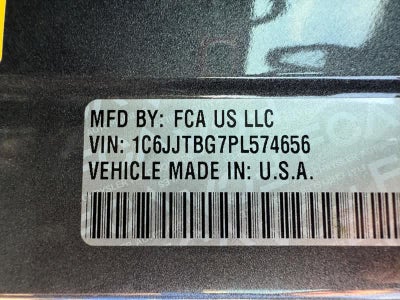 MFD BY: FCA US LLC
VIN: 1C6JJTBG7PL574656
VEHICLE MADE IN: U.S.A.